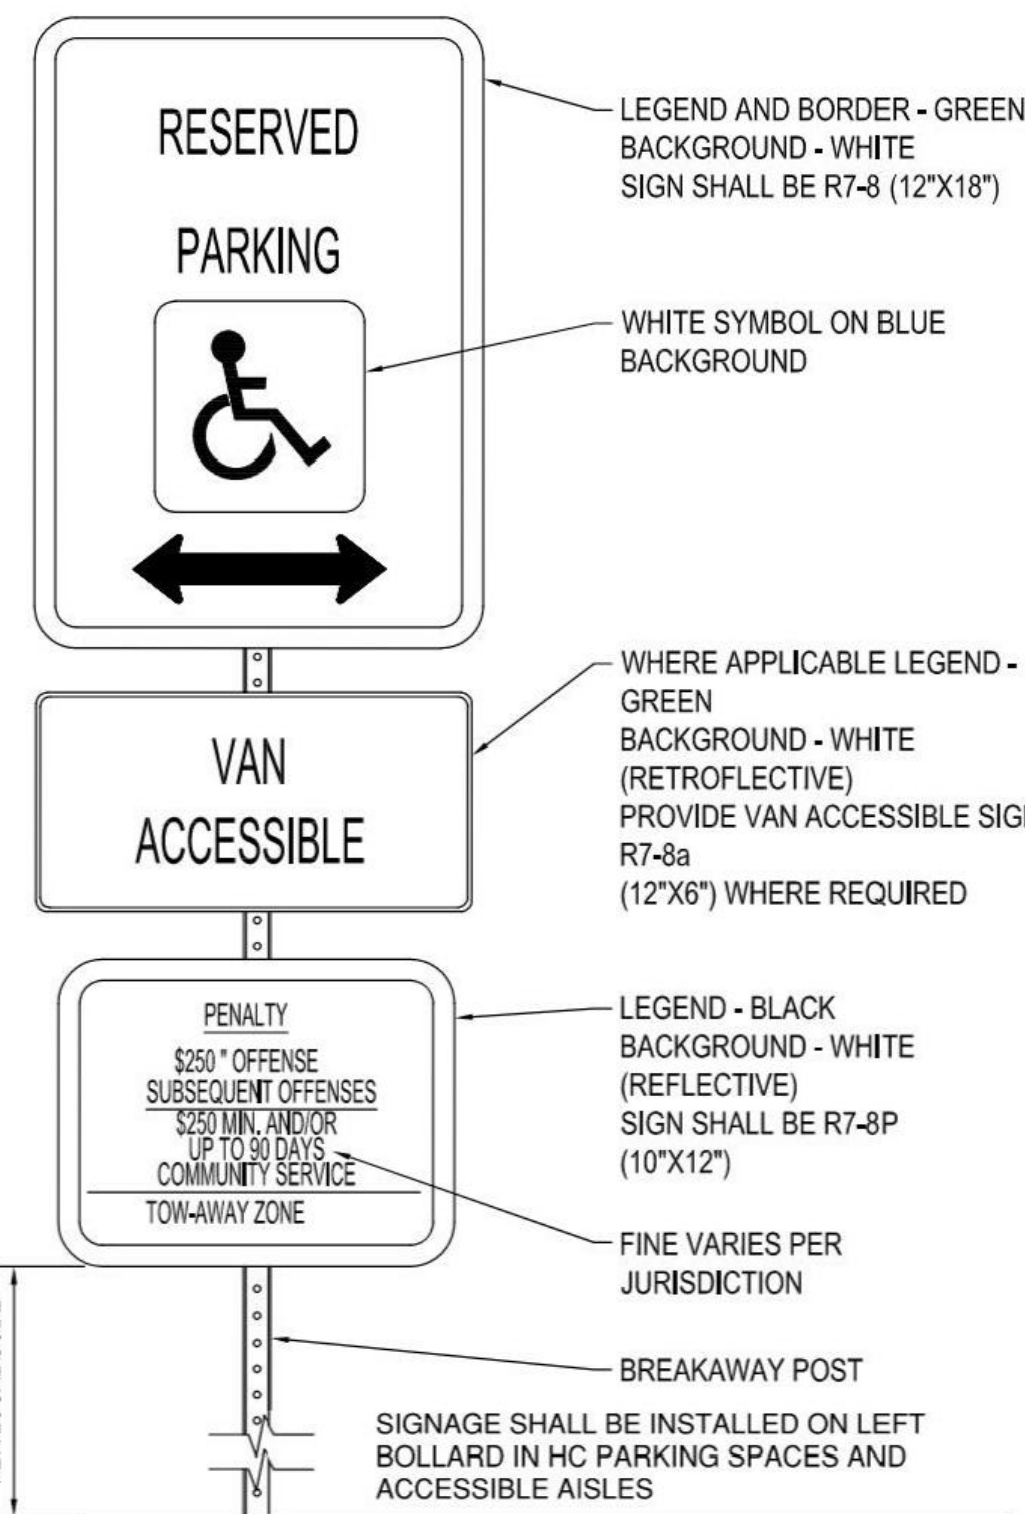 RESERVED
PARKING
LEGEND AND BORDER - GREEN
BACKGROUND - WHITE
SIGN SHALL BE R7-8 (12"X18")
WHITE SYMBOL ON BLUE
BACKGROUND
VAN
ACCESSIBLE
WHERE APPLICABLE LEGEND -
GREEN
BACKGROUND - WHITE
(RETROFLECTIVE)
PROVIDE VAN ACCESSIBLE
R7-8a
(12"X6") WHERE REQUIRED
PENALTY
$250 " OFFENSE
SUBSEQUENT OFFENSES
$250 MIN. AND/OR
UP TO 90 DAYS
COMMUNITY SERVICE
TOW-AWAY ZONE
LEGEND - BLACK
BACKGROUND - WHITE
(REFLECTIVE)
SIGN SHALL BE R7-8P
(10"X12")
FINE VARIES PER
JURISDICTION
BREAKAWAY POST
SIGNAGE SHALL BE INSTALLED ON LEFT
BOLLARD IN HC PARKING SPACES AND
ACCESSIBLE AISLES